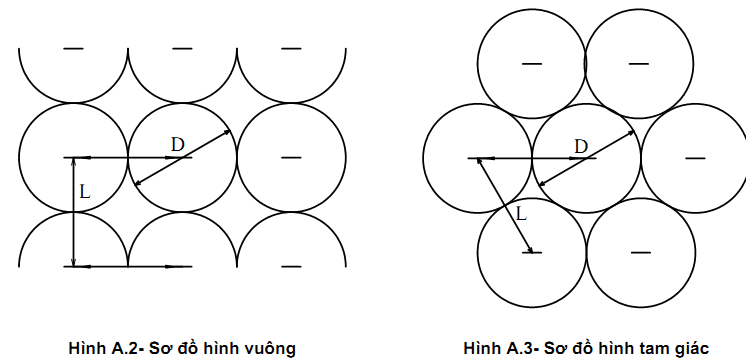 D
L
D
L
Hình A.2- Sơ đồ hình vuông
Hình A.3- Sơ đồ hình tam giác